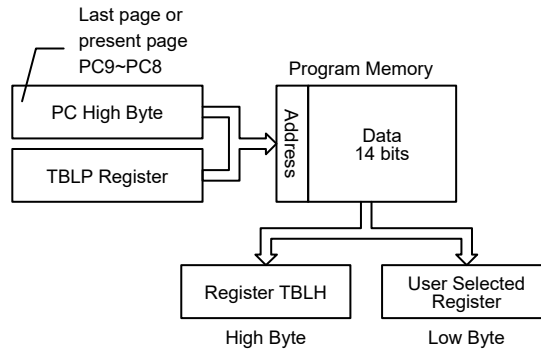 Last page or
present page
PC9~PC8
Program Memory
PC High Byte
TBLP Register
Address
Data
14 bits
Register TBLH
User Selected
Register
High Byte
Low Byte